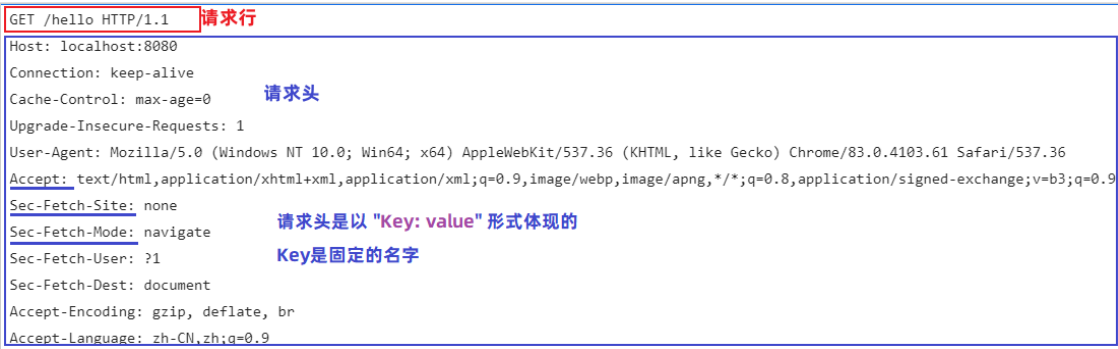 GET /hello HTTP/1.1 请求行
Host: localhost:8080
Connection: keep-alive
Cache-Control: max-age=0 请求头
Upgrade-Insecure-Requests: 1
User-Agent: Mozilla/5.0 (Windows NT 10.0; Win64; x64) AppleWebKit/537.36 (KHTML, like Gecko) Chrome/83.0.4103.61 Safari/537.36
Accept: text/html,application/xhtml+xml,application/xml;q=0.9,image/webp,image/apng,*/*;q=0.8,application/signed-exchange;v=b3;q=0.9
Sec-Fetch-Site: none
请求头是以 "Key: value" 形式体现的
Sec-Fetch-Mode: navigate
Sec-Fetch-User: ?1 Key是固定的名字
Sec-Fetch-Dest: document
Accept-Encoding: gzip, deflate, br
Accept-Language: zh-CN,zh;q=0.9